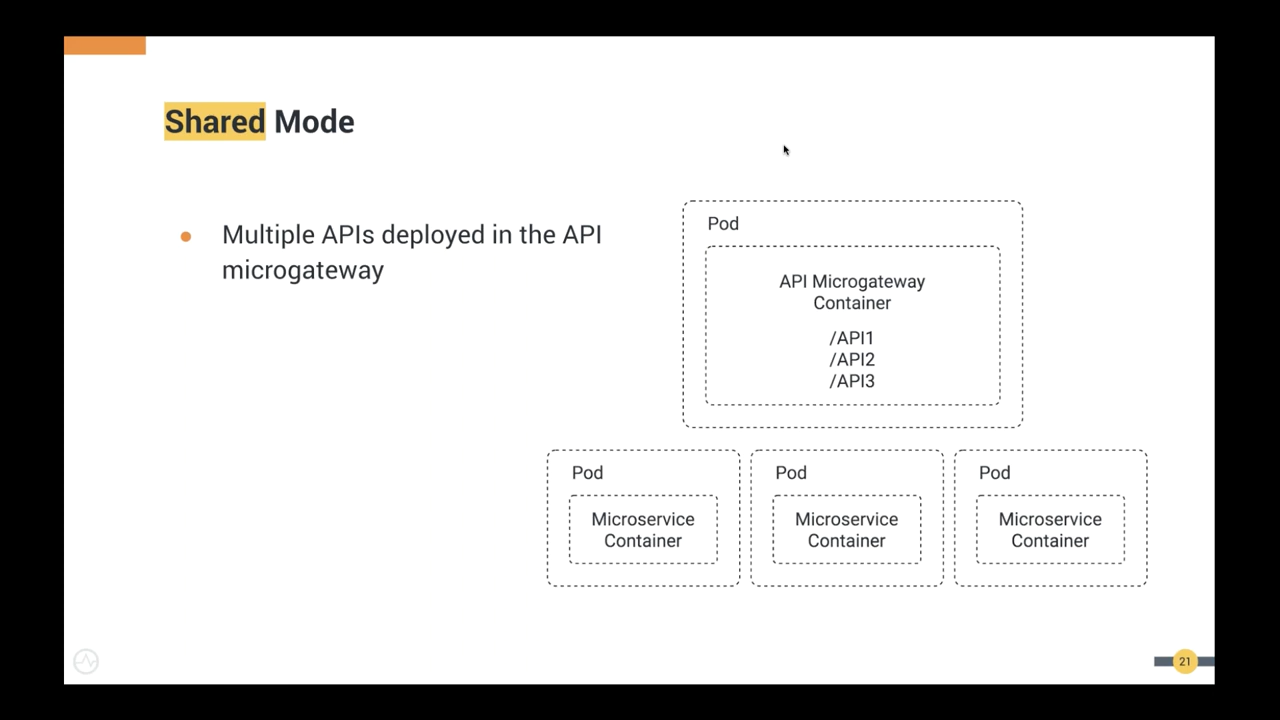 Shared Mode
Multiple APIs deployed in the API
microgateway
Pod
API Microgateway
Container
/API1
/API2
/API3
Pod
Microservice
Container
Pod
Microservice
Container
Pod
Microservice
Container
21